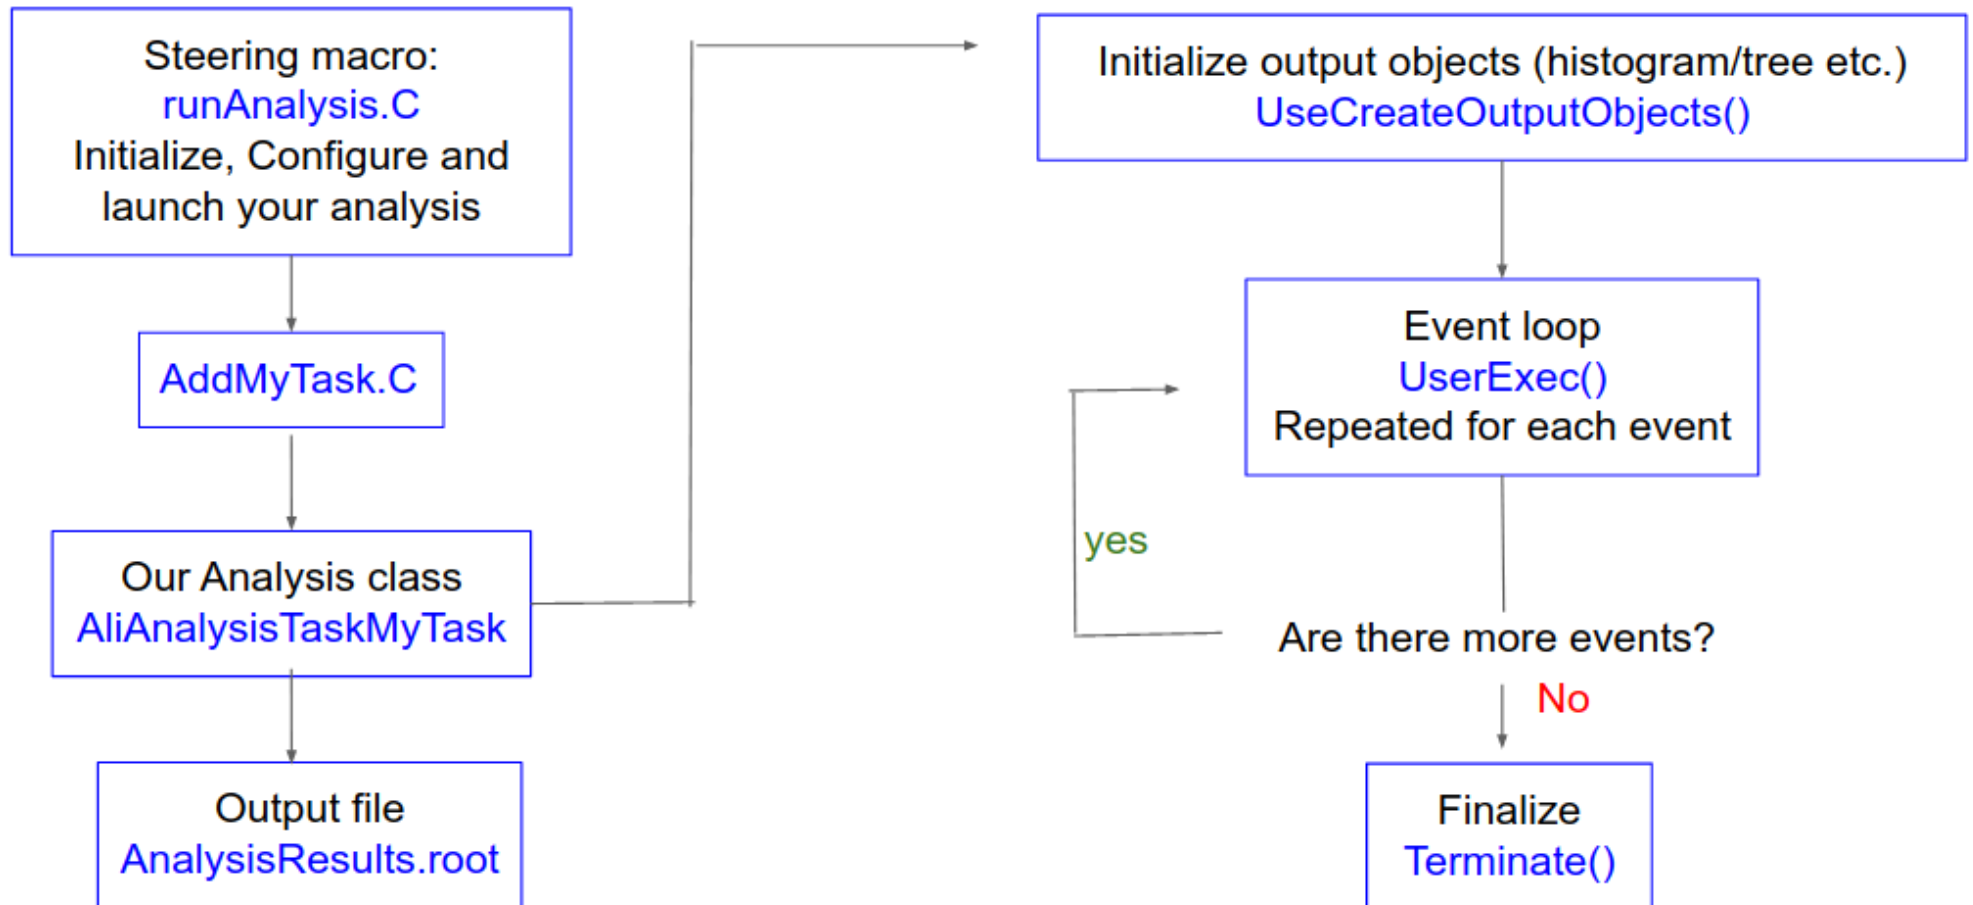 Steering macro:
runAnalysis.C
Initialize, Configure and
launch your analysis
AddMyTask.C
Our Analysis class
AliAnalysisTaskMyTask
Output file
AnalysisResults.root
Initialize output objects (histogram/tree etc.)
UseCreateOutputObjects()
Event loop
UserExec()
Repeated for each event
yes
Are there more events?
No
Finalize
Terminate()